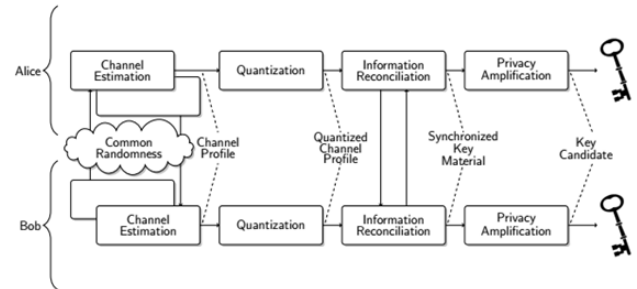 Alice
Channel
Estimation
Quantization
Information
Reconciliation
Privacy
Amplification
Common
Randomness
Channel
Profile
Quantized
Channel
Profile
Synchronized
Key
Material
Key
Candidate
Bob
Channel
Estimation
Quantization
Information
Reconciliation
Privacy
Amplification